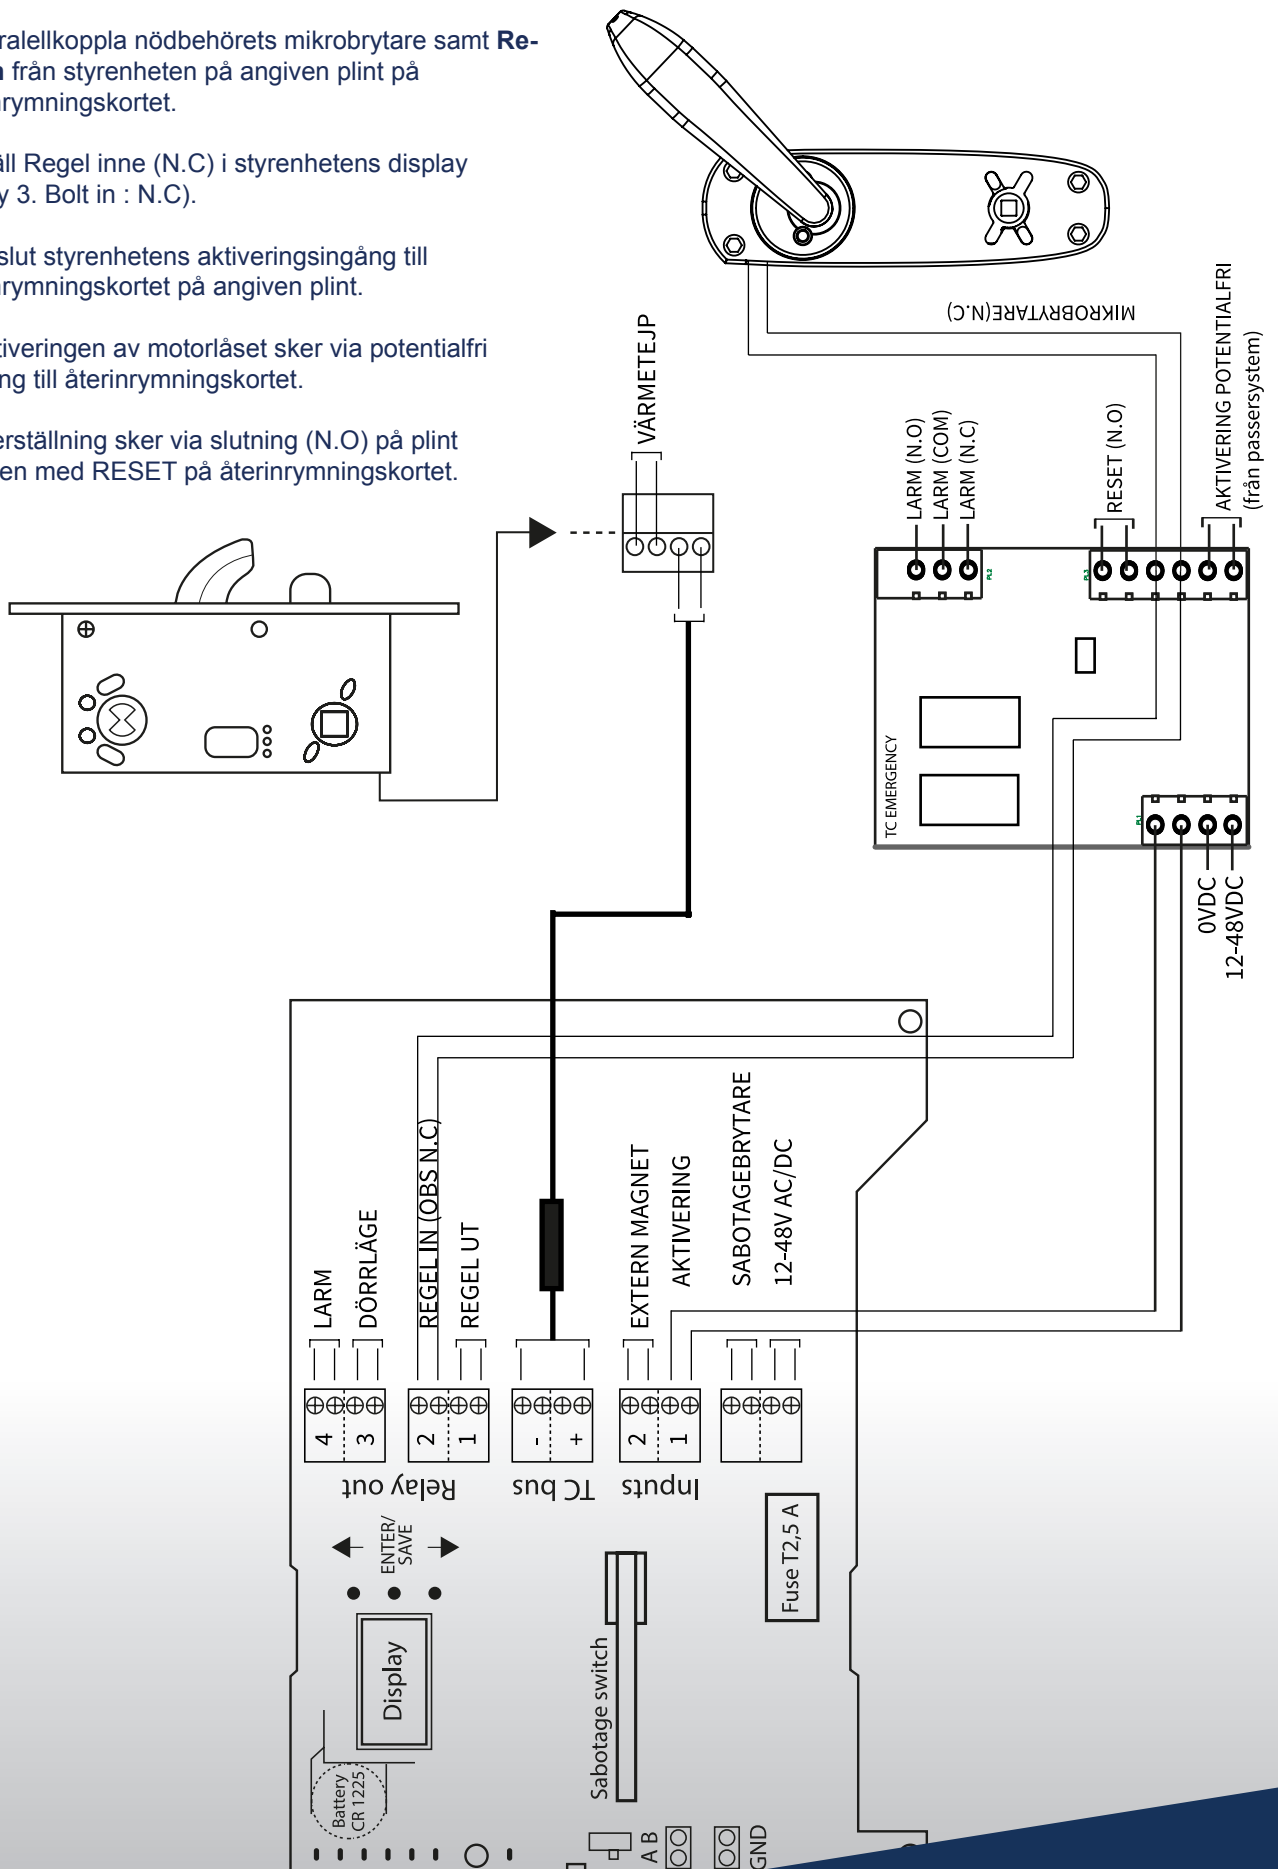 ralellkoppla nödbehörets mikrobrytare samt Re-
n från styrenheten på angiven plint på
nrymningskortet.
äll Regel inne (N.C) i styrenhetens display
y 3. Bolt in : N.C).
slut styrenhetens aktiveringsingång till
nrymningskortet på angiven plint.
tiveringen av motorlåset sker via potentialfri
ng till återinrymningskortet.
erställning sker via slutning (N.O) på plint
en med RESET på återinrymningskortet.
MIKROBRYTARE(N.C)
VÄRMETEJP
LARM (N.O)
LARM (COM)
LARM (N.C)
RESET (N.O)
AKTIVERING POTENTIALFRI
(från passersystem)
PL2
PL3
TC EMERGENCY
PL1
0VDC
12-48VDC
LARM
DÖRRLÄGE
REGEL IN (OBS N.C)
REGEL UT
EXTERN MAGNET
AKTIVERING
SABOTAGEBRYTARE
12-48V AC/DC
4
3
2
1
-
+
2
1
Relay out
TC bus
Inputs
ENTER/
SAVE
Display
Fuse T2,5 A
Sabotage switch
Battery
CR 1225
A B
GND